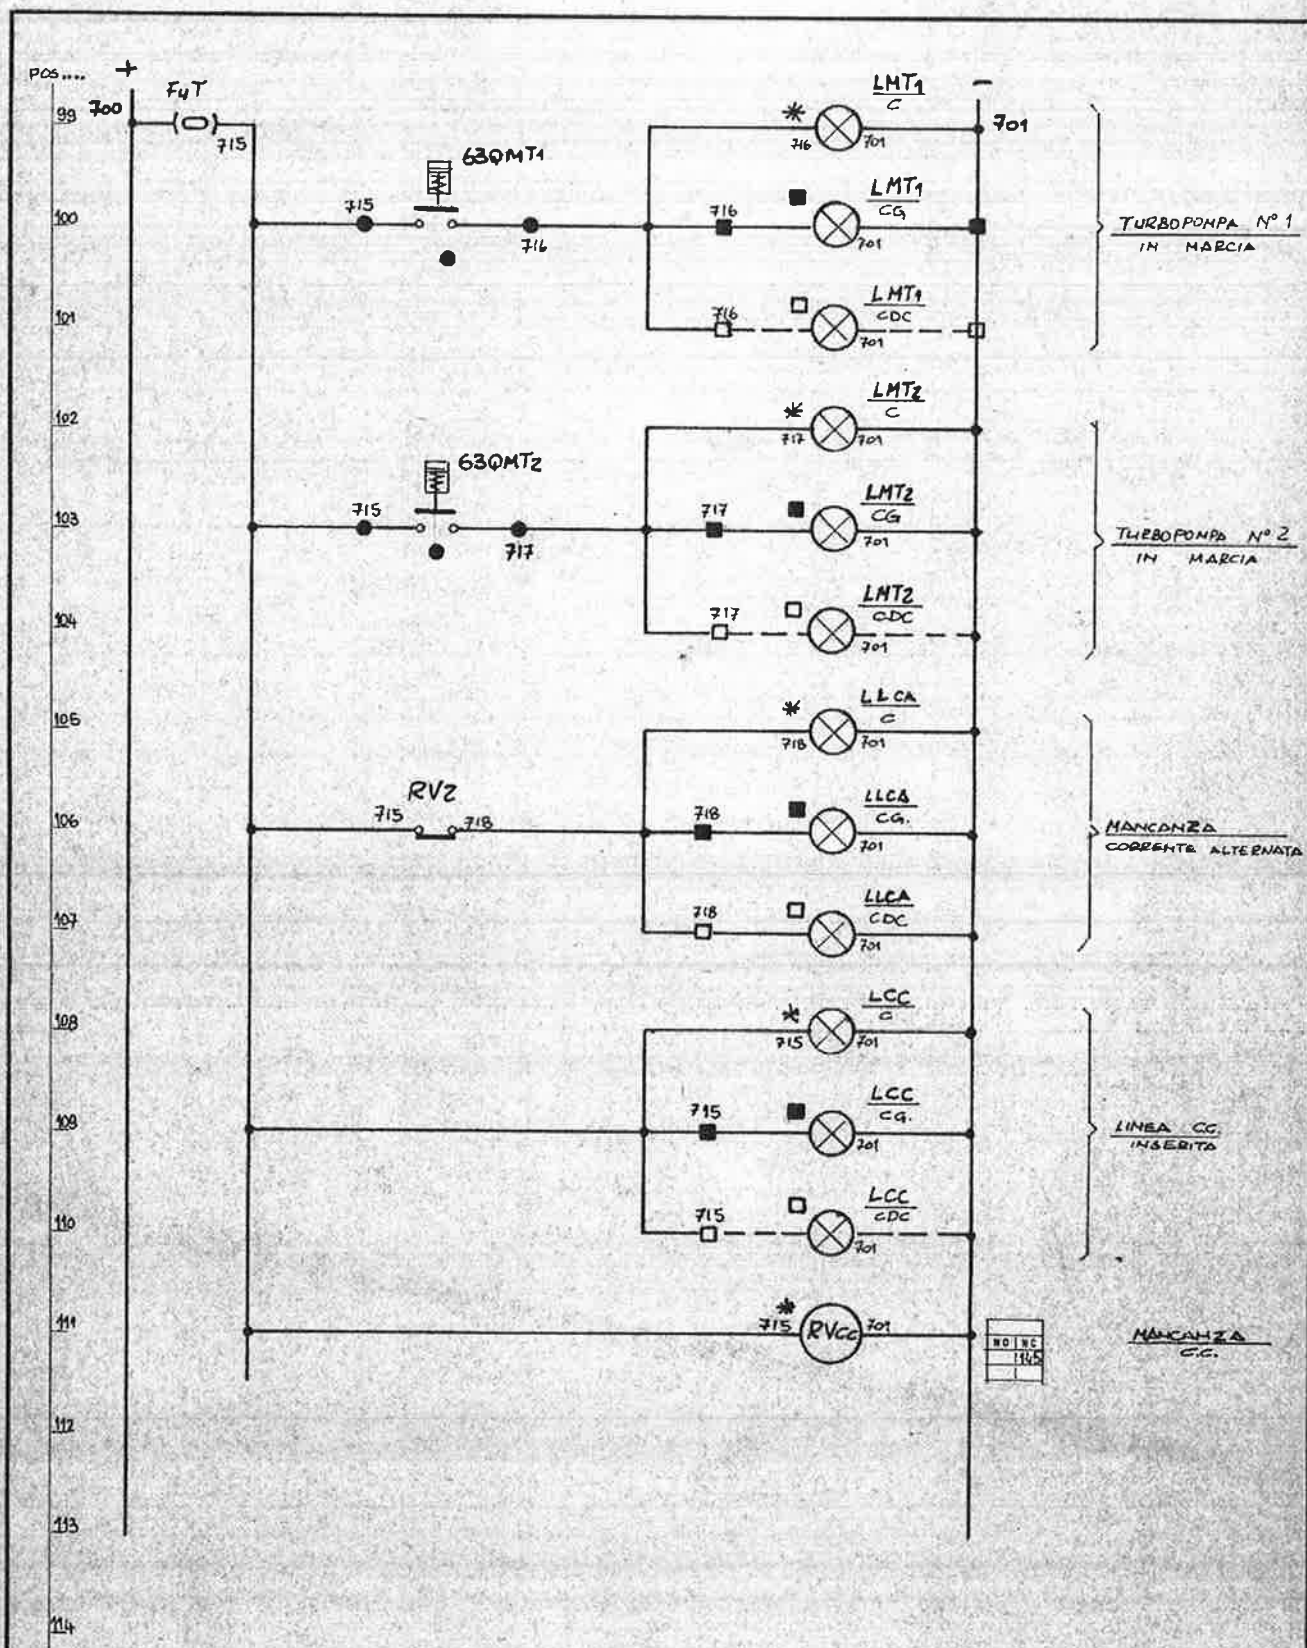 POS.... + −
99 700 F4T 715 * 716 LMT1 C 701 701
63QMT1
100 715 716 716 LMT1 CG 701
TURBOPOMPA N° 1
IN MARCIA
101 716 LMT1 CDC 701
102 * 717 LMT2 C 701
63QMT2
103 715 717 717 LMT2 CG 701
TURBOPOMPA N° 2
IN MARCIA
104 717 LMT2 CDC 701
105 * 718 LLCA C 701
106 715 RV2 718 718 LLCA CG. 701
MANCANZA
CORRENTE ALTERNATA
107 718 LLCA CDC 701
108 * 715 LCC C 701
109 715 LCC CG. 701
LINEA CC.
INSERITA
110 715 LCC CDC 701
111 * 715 RVCC 701
NO NC
145
MANCANZA
C.C.
112
113
114